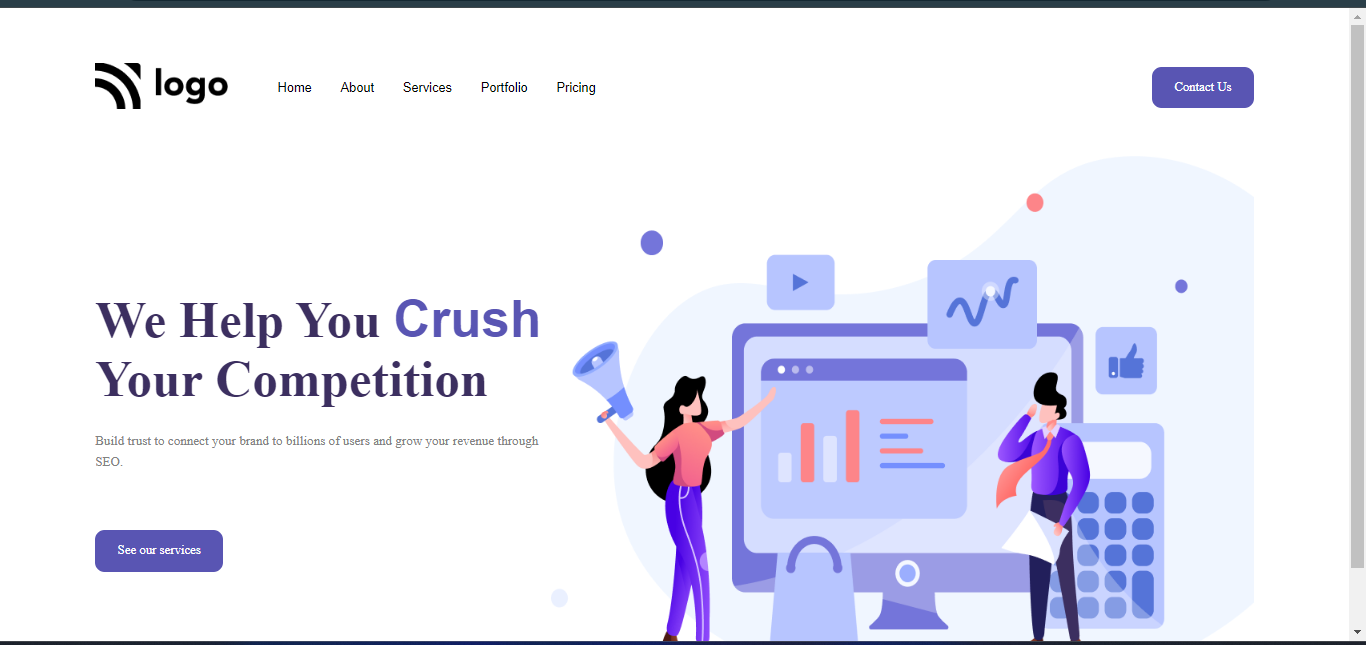 logo
Home About Services Portfolio Pricing
Contact Us
We Help You Crush
Your Competition
Build trust to connect your brand to billions of users and grow your revenue through
SEO.
See our services